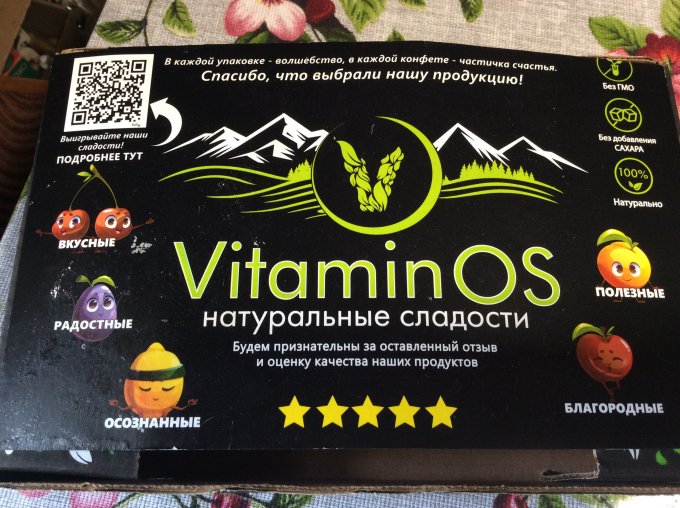 В каждой упаковке - волшебство, в каждой конфете - частичка счастья.
Спасибо, что выбрали нашу продукцию!
Выигрывайте наши
сладости!
ПОДРОБНЕЕ ТУТ
Без ГМО
Без добавления
САХАРА
100%
Натурально
ВКУСНЫЕ
VitaminOS
натуральные сладости
ПОЛЕЗНЫЕ
РАДОСТНЫЕ
Будем признательны за оставленный отзыв
и оценку качества наших продуктов
ОСОЗНАННЫЕ
БЛАГОРОДНЫЕ